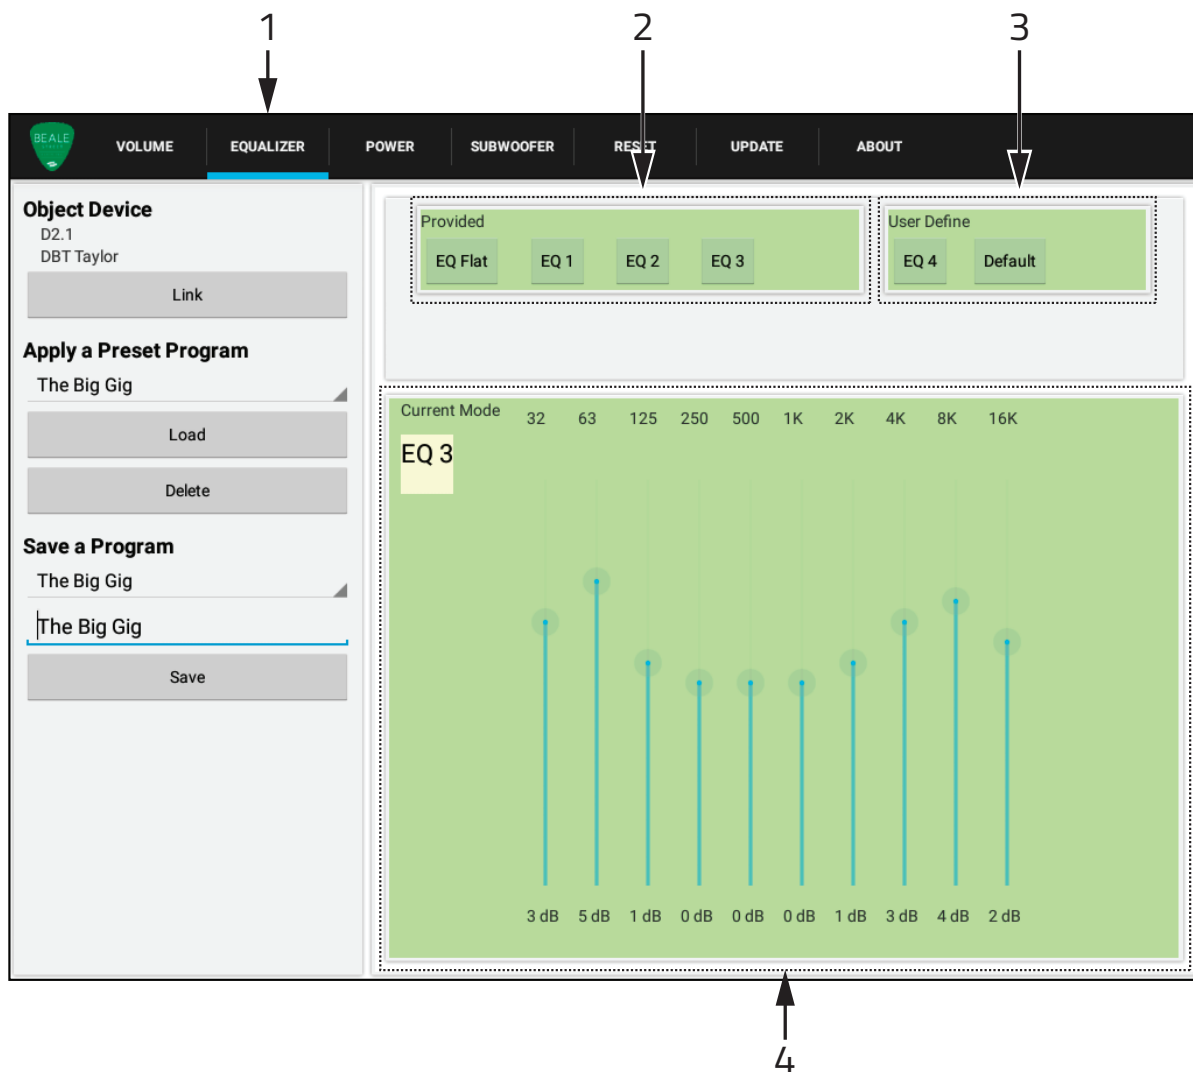 1 2 3
BEALE
VOLUME EQUALIZER POWER SUBWOOFER RESET UPDATE ABOUT
Object Device
D2.1
DBT Taylor
Link
Apply a Preset Program
The Big Gig
Load
Delete
Save a Program
The Big Gig
The Big Gig
Save
Provided
EQ Flat EQ 1 EQ 2 EQ 3
User Define
EQ 4 Default
Current Mode
EQ 3
32 63 125 250 500 1K 2K 4K 8K 16K
3 dB 5 dB 1 dB 0 dB 0 dB 0 dB 1 dB 3 dB 4 dB 2 dB
4